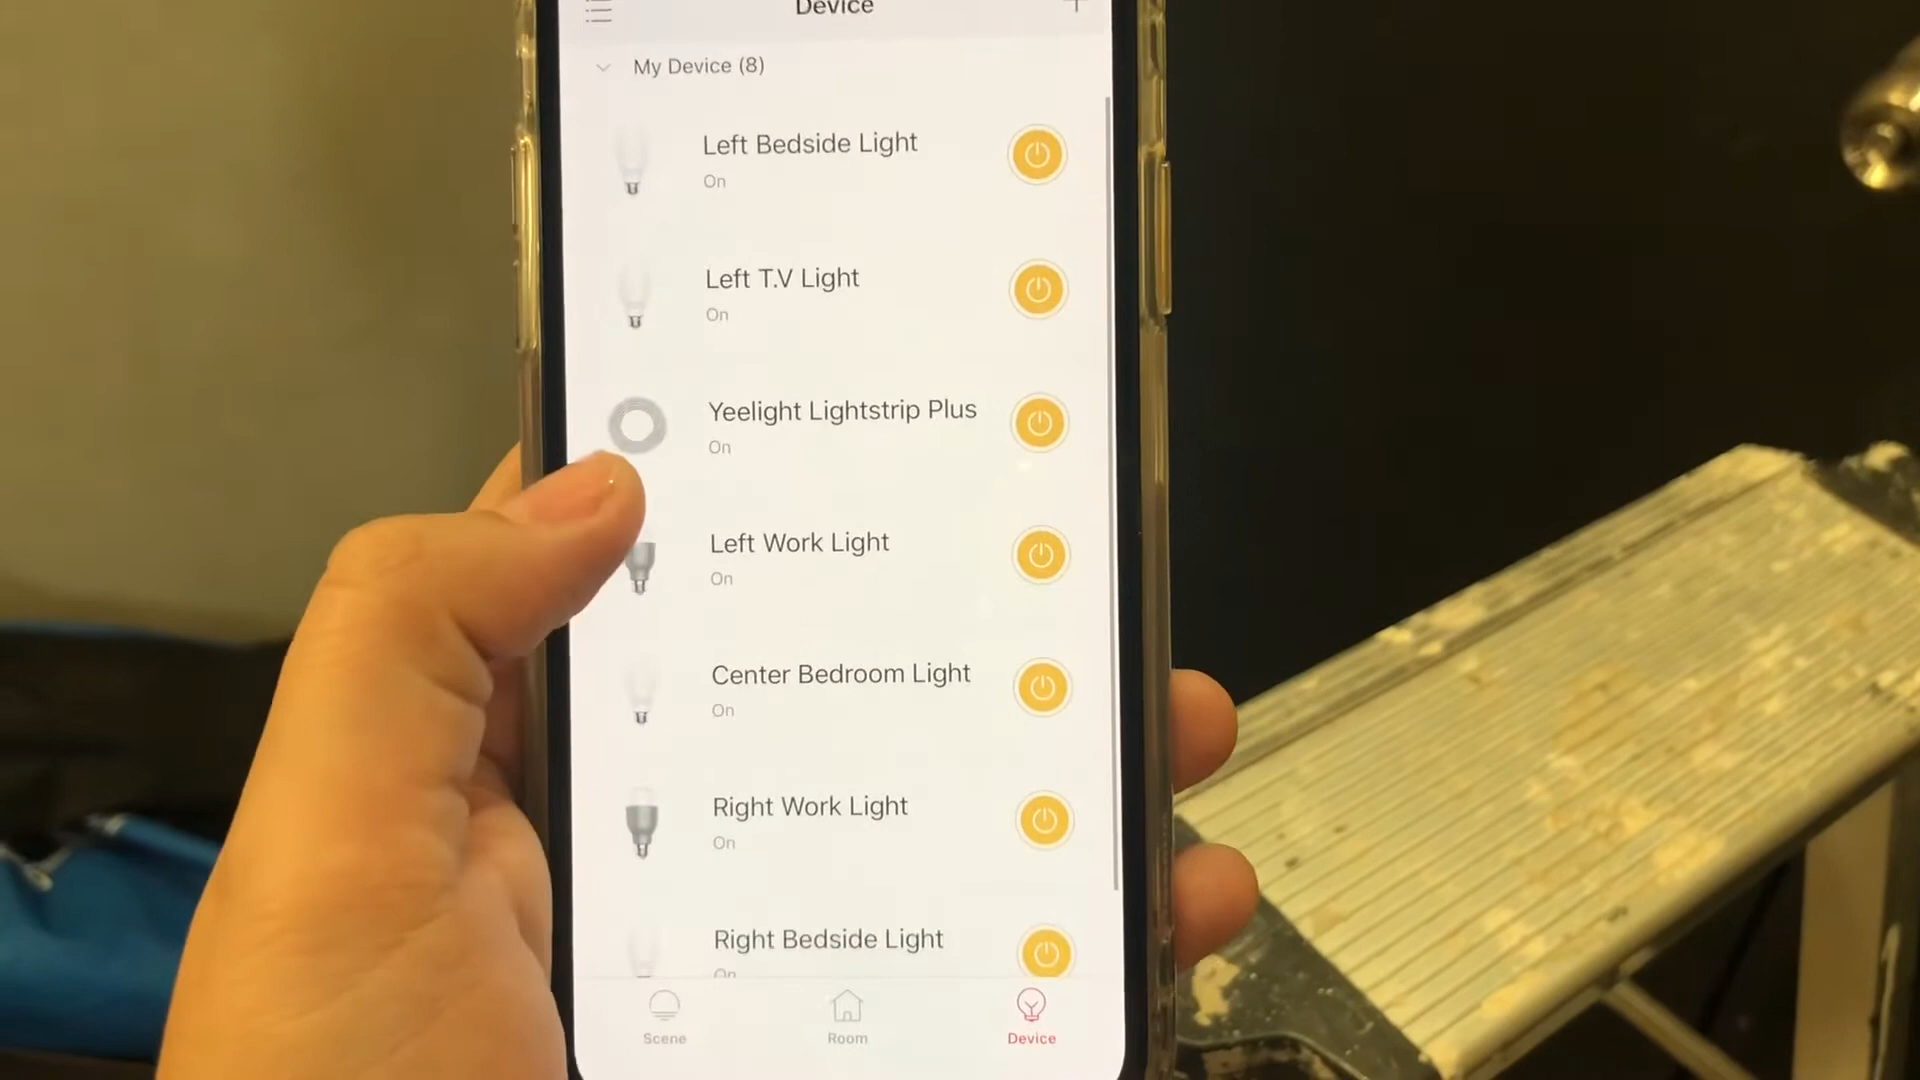 Device
My Device (8)
Left Bedside Light
On
Left T.V Light
On
Yeelight Lightstrip Plus
On
Left Work Light
On
Center Bedroom Light
On
Right Work Light
On
Right Bedside Light
On
Scene
Room
Device